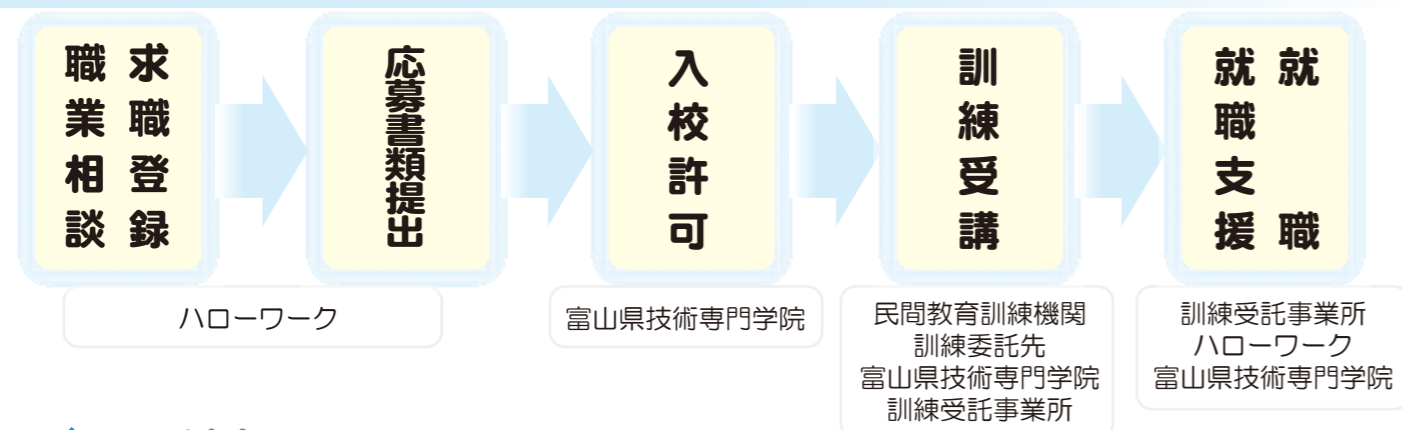 求職登録
職業相談
応募書類提出
入校許可
訓練受講
就職
就職支援
ハローワーク
富山県技術専門学院
民間教育訓練機関
訓練委託先
富山県技術専門学院
訓練受託事業所
訓練受託事業所
ハローワーク
富山県技術専門学院